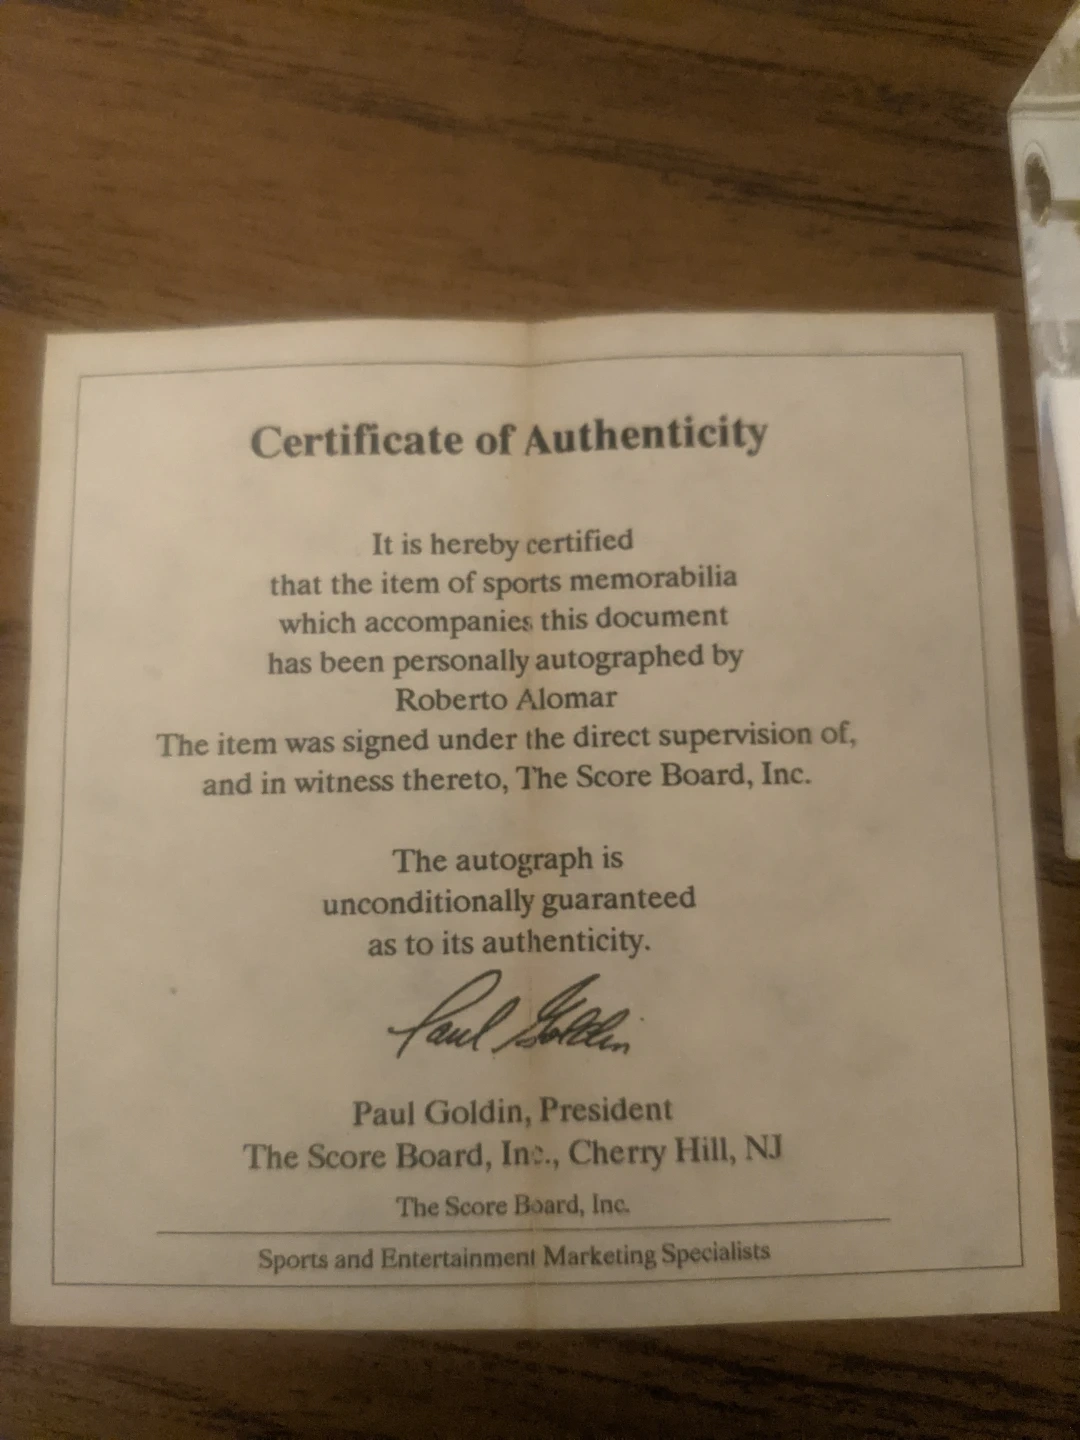 Certificate of Authenticity
It is hereby certified
that the item of sports memorabilia
which accompanies this document
has been personally autographed by
Roberto Alomar
The item was signed under the direct supervision of,
and in witness thereto, The Score Board, Inc.
The autograph is
unconditionally guaranteed
as to its authenticity.
Paul Goldin
Paul Goldin, President
The Score Board, Inc., Cherry Hill, NJ
The Score Board, Inc.
Sports and Entertainment Marketing Specialists